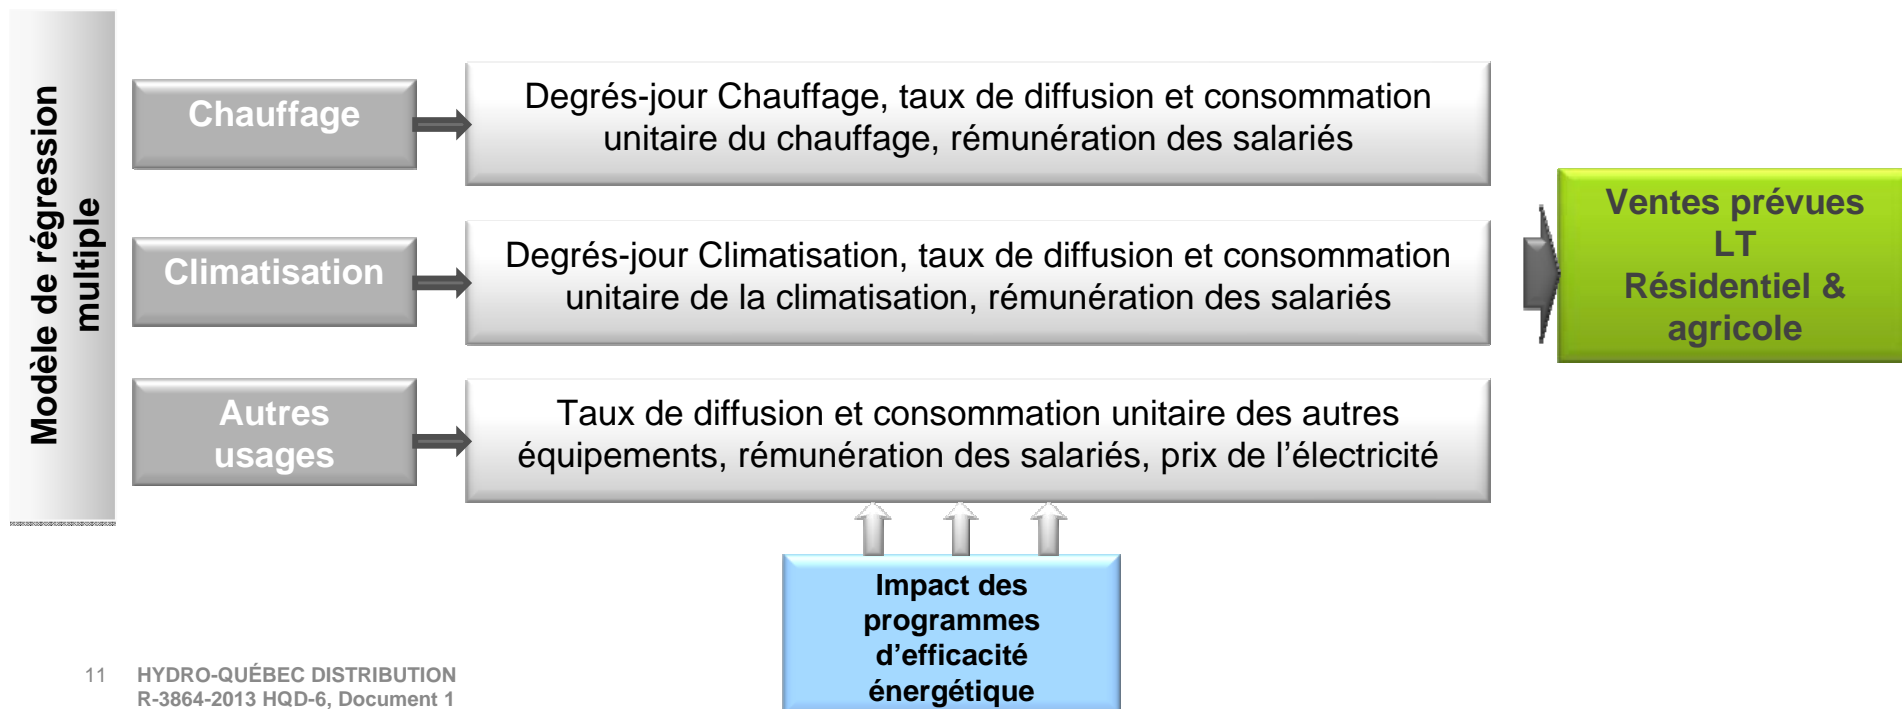 Modèle de régression
multiple
Chauffage
Degrés-jour Chauffage, taux de diffusion et consommation
unitaire du chauffage, rémunération des salariés
Climatisation
Degrés-jour Climatisation, taux de diffusion et consommation
unitaire de la climatisation, rémunération des salariés
Autres
usages
Taux de diffusion et consommation unitaire des autres
équipements, rémunération des salariés, prix de l’électricité
Ventes prévues
LT
Résidentiel &
agricole
Impact des
programmes
d’efficacité
énergétique
11 HYDRO-QUÉBEC DISTRIBUTION
R-3864-2013 HQD-6, Document 1